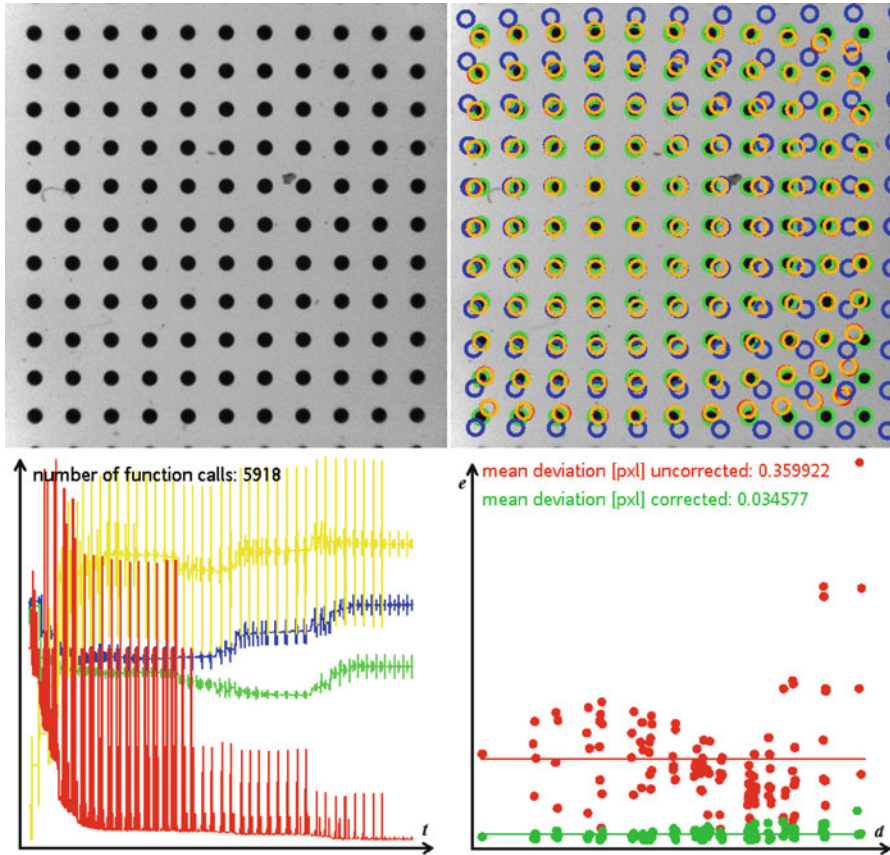 number of function calls: 5918
t
e
mean deviation [pxl] uncorrected: 0.359922
mean deviation [pxl] corrected: 0.034577
d